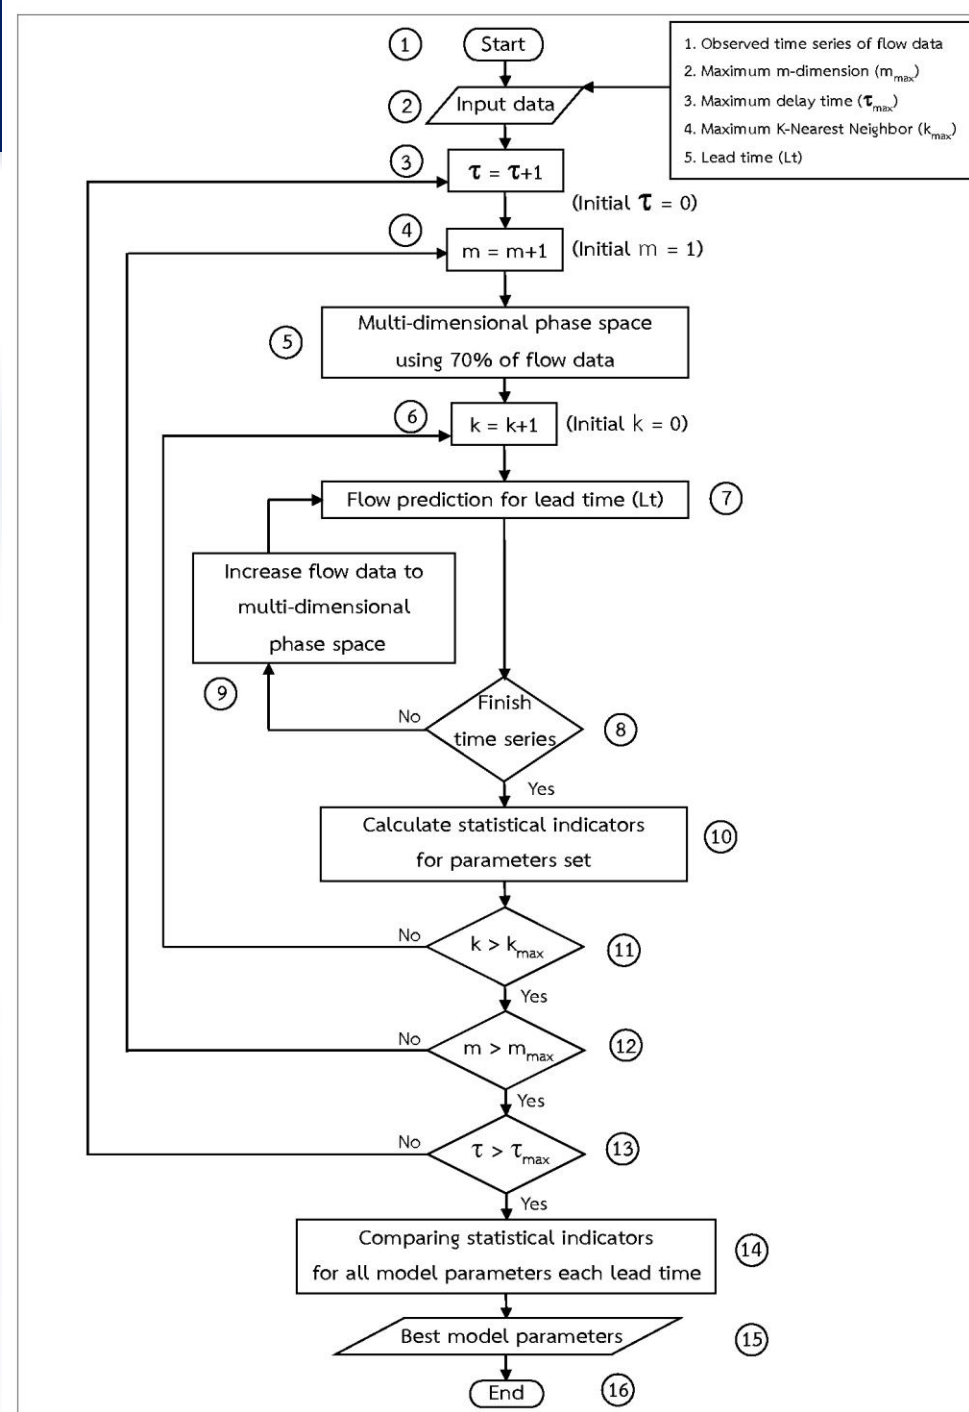 1
Start
1. Observed time series of flow data
2. Maximum m-dimension (mmax)
3. Maximum delay time (τmax)
4. Maximum K-Nearest Neighbor (kmax)
5. Lead time (Lt)
2
Input data
3
τ = τ+1
(Initial τ = 0)
4
m = m+1
(Initial m = 1)
5
Multi-dimensional phase space
using 70% of flow data
6
k = k+1
(Initial k = 0)
Flow prediction for lead time (Lt)
7
Increase flow data to
multi-dimensional
phase space
9
No
Finish
time series
8
Yes
Calculate statistical indicators
for parameters set
10
No
k > kmax
11
Yes
No
m > mmax
12
Yes
No
τ > τmax
13
Yes
Comparing statistical indicators
for all model parameters each lead time
14
Best model parameters
15
End
16